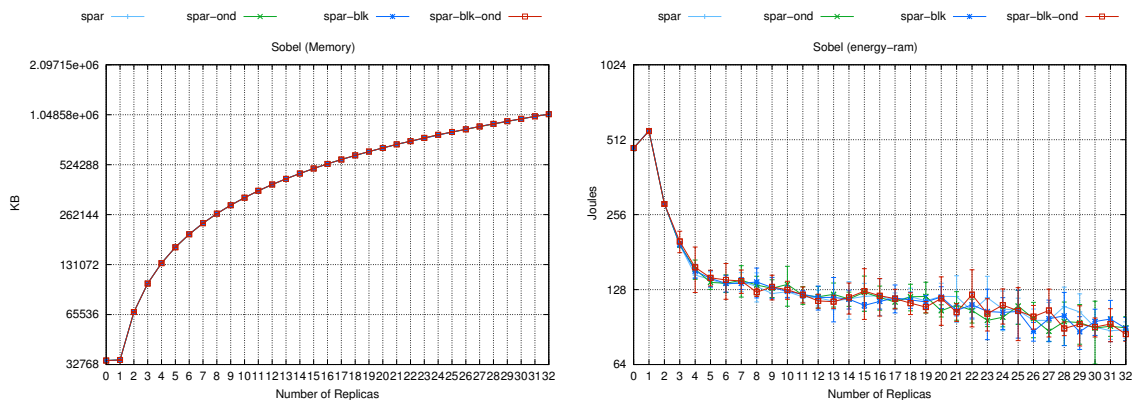 spar spar-ond spar-blk spar-blk-ond
Sobel (Memory)
2.09715e+06
1.04858e+06
524288
262144
131072
65536
32768
KB
0 1 2 3 4 5 6 7 8 9 10 11 12 13 14 15 16 17 18 19 20 21 22 23 24 25 26 27 28 29 30 31 32
Number of Replicas
spar spar-ond spar-blk spar-blk-ond
Sobel (energy-ram)
1024
512
256
128
64
Joules
0 1 2 3 4 5 6 7 8 9 10 11 12 13 14 15 16 17 18 19 20 21 22 23 24 25 26 27 28 29 30 31 32
Number of Replicas